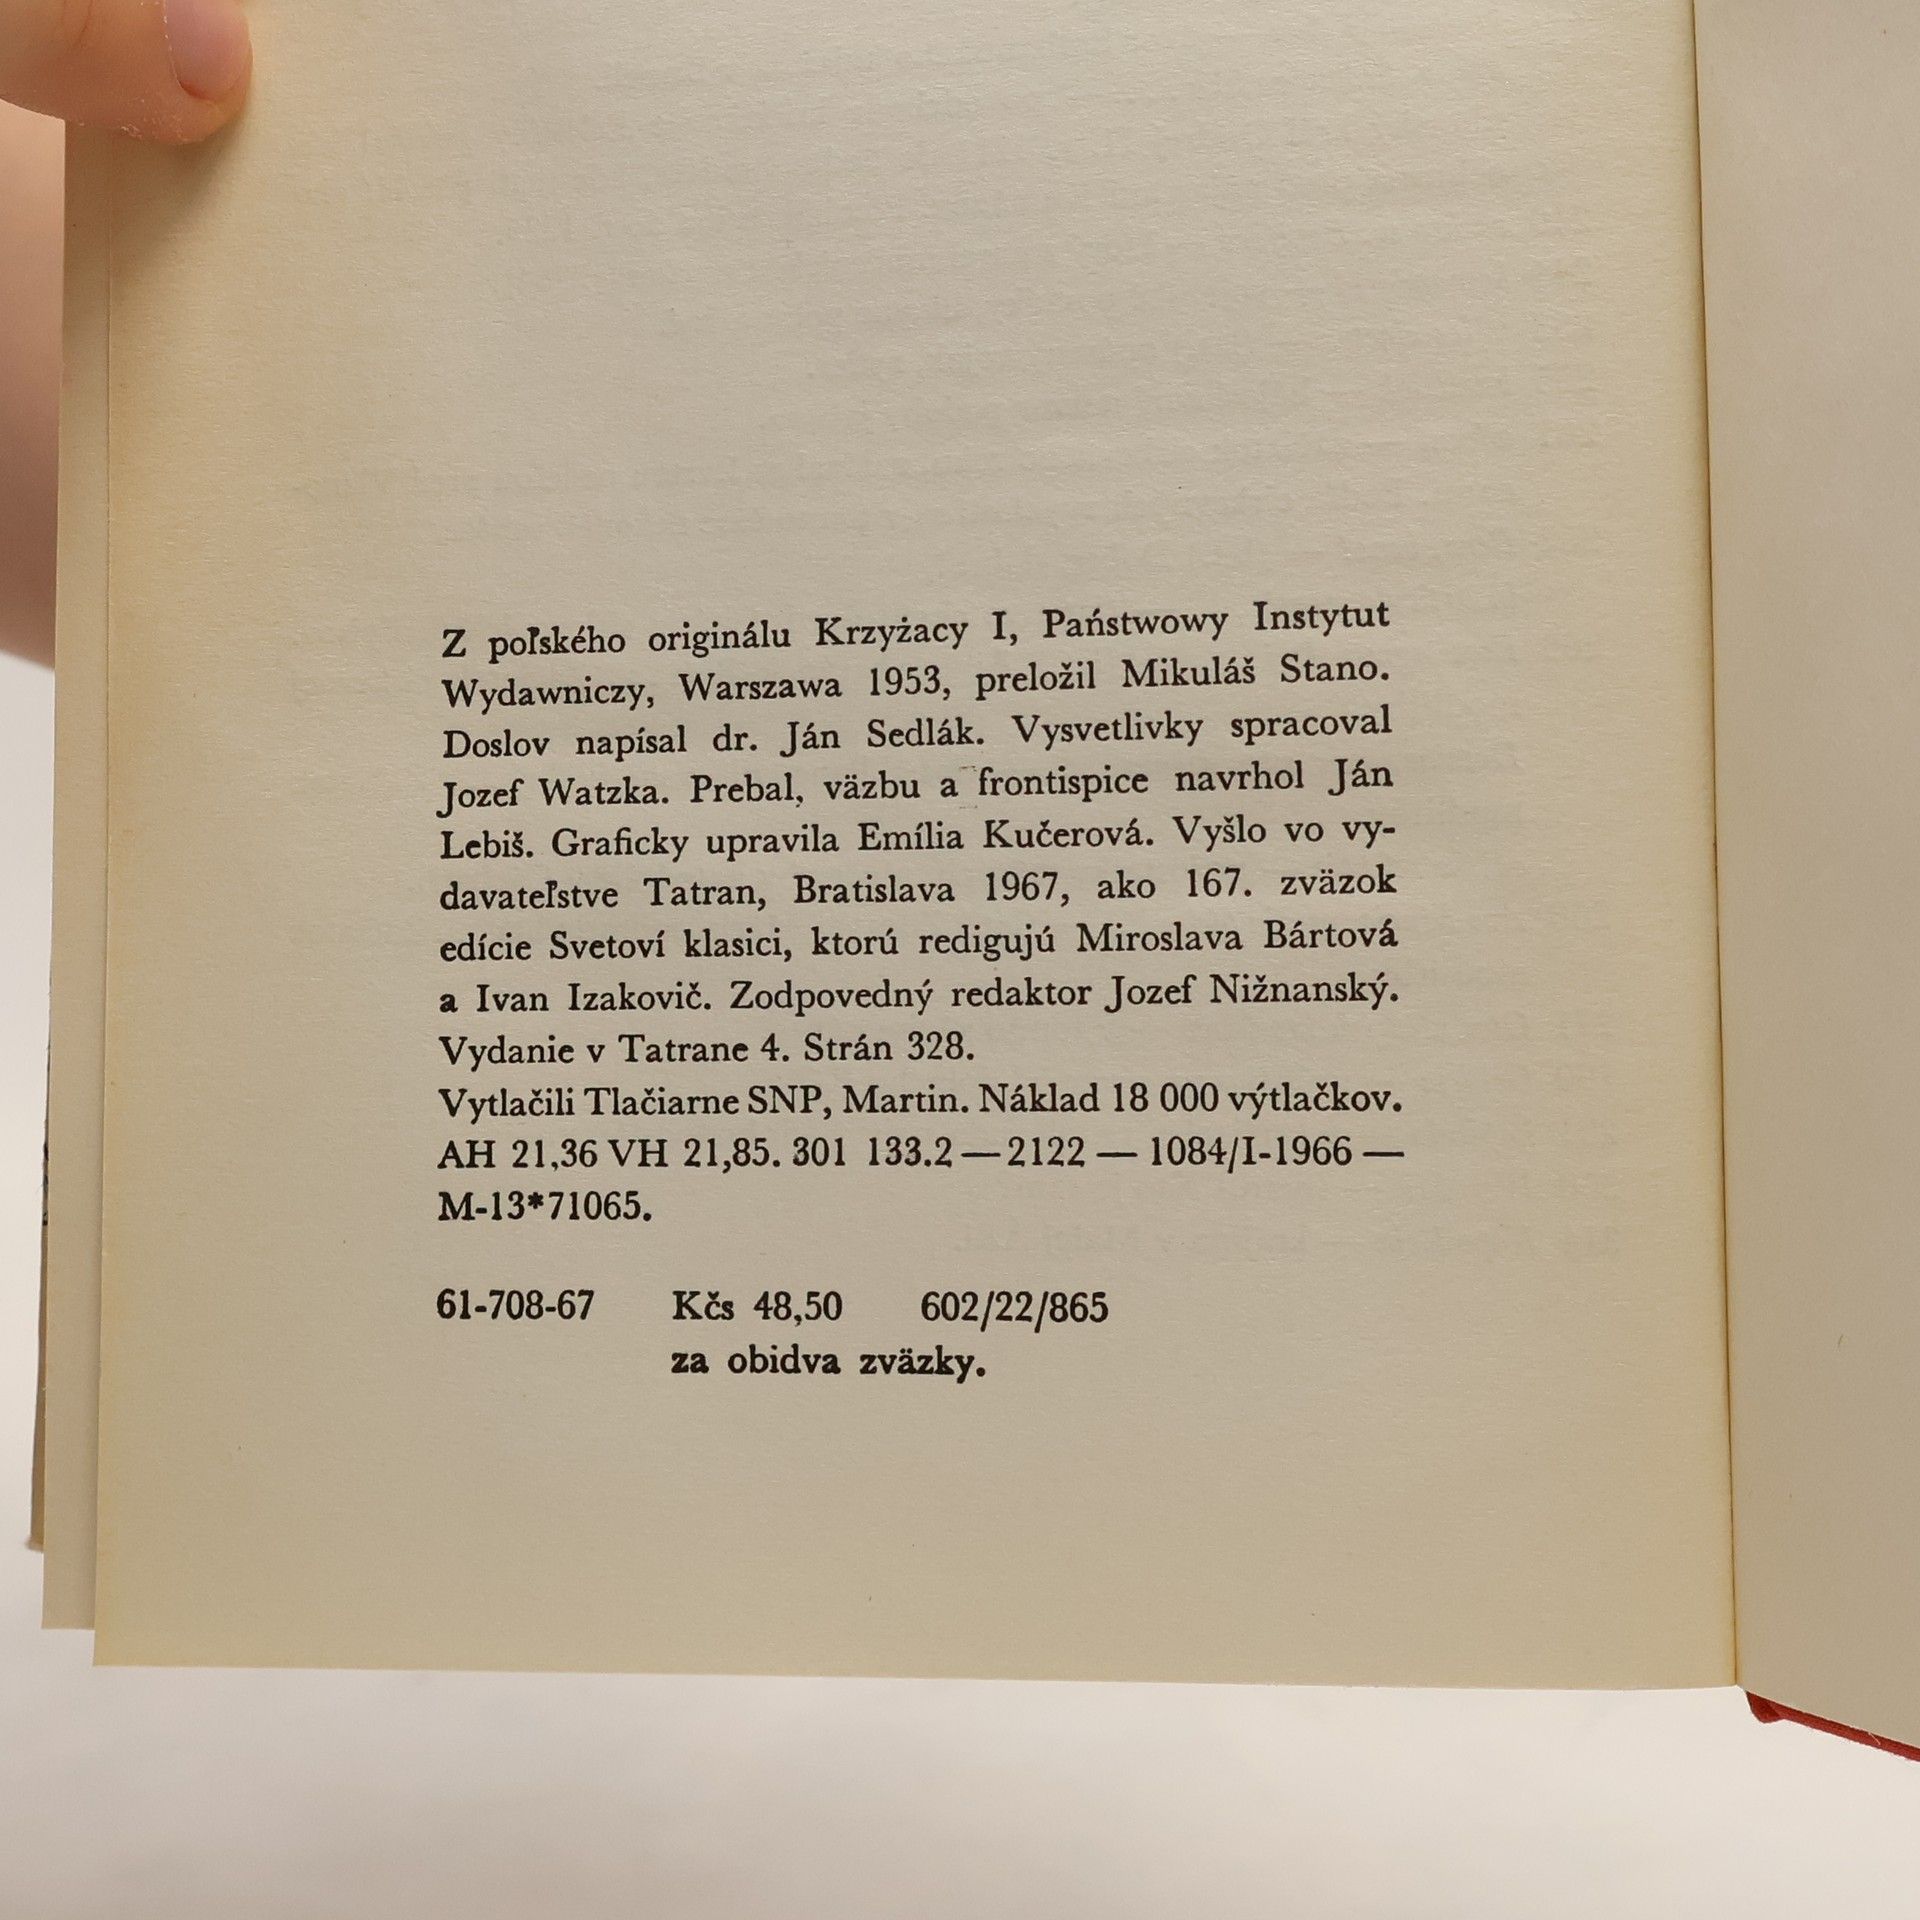 Z poľského originálu Krzyżacy I, Państwowy Instytut
Wydawniczy, Warszawa 1953, preložil Mikuláš Stano.
Doslov napísal dr. Ján Sedlák. Vysvetlivky spracoval
Jozef Watzka. Prebal, väzbu a frontispice navrhol Ján
Lebiš. Graficky upravila Emília Kučerová. Vyšlo vo vy-
davateľstve Tatran, Bratislava 1967, ako 167. zväzok
edície Svetoví klasici, ktorú redigujú Miroslava Bártová
a Ivan Izakovič. Zodpovedný redaktor Jozef Nižnanský.
Vydanie v Tatrane 4. Strán 328.
Vytlačili Tlačiarne SNP, Martin. Náklad 18 000 výtlačkov.
AH 21,36 VH 21,85. 301 133.2 — 2122 — 1084/I-1966 —
M-13*71065.
61-708-67 Kčs 48,50 602/22/865
za obidva zväzky.